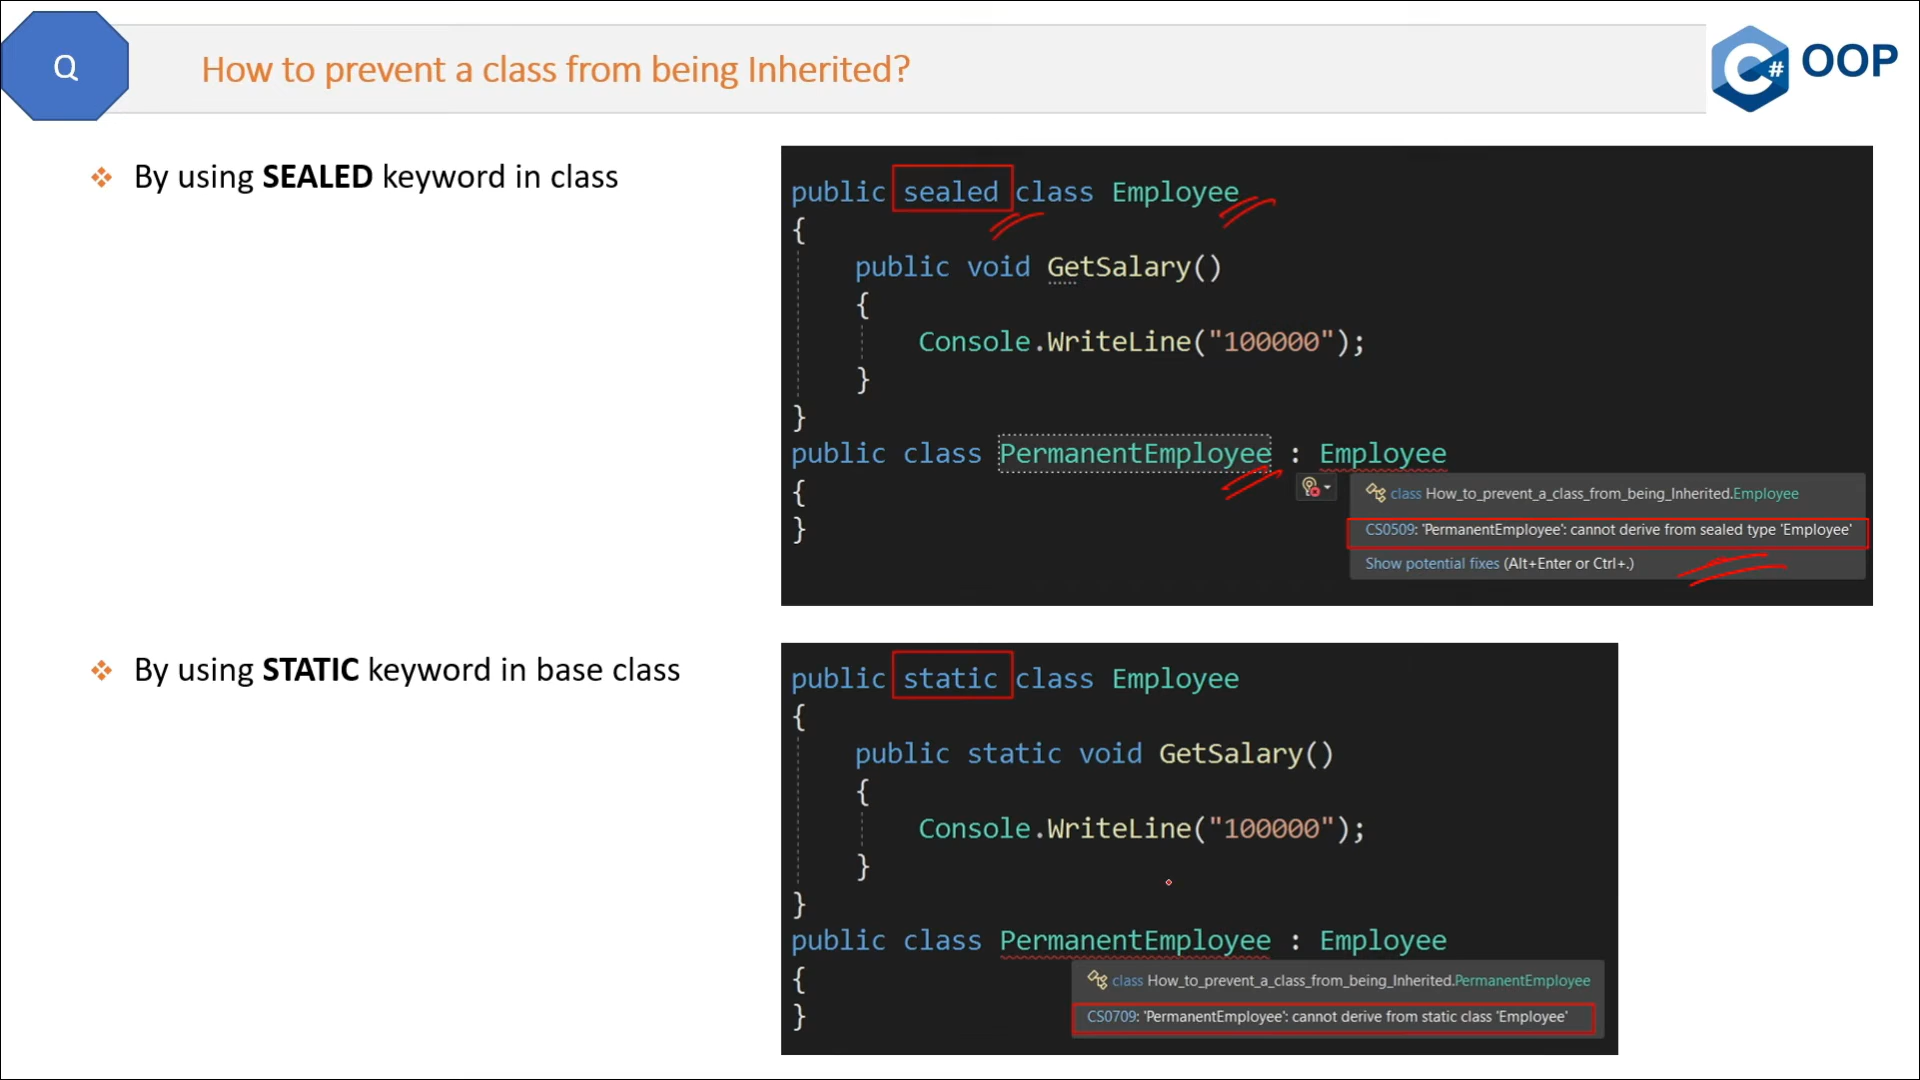 Q
How to prevent a class from being Inherited?
C# OOP
By using SEALED keyword in class
public sealed class Employee
{
public void GetSalary()
{
Console.WriteLine("100000");
}
}
public class PermanentEmployee : Employee
{
}
class How_to_prevent_a_class_from_being_Inherited.Employee
CS0509: 'PermanentEmployee': cannot derive from sealed type 'Employee'
Show potential fixes (Alt+Enter or Ctrl+.)
By using STATIC keyword in base class
public static class Employee
{
public static void GetSalary()
{
Console.WriteLine("100000");
}
}
public class PermanentEmployee : Employee
{
}
class How_to_prevent_a_class_from_being_Inherited.PermanentEmployee
CS0709: 'PermanentEmployee': cannot derive from static class 'Employee'